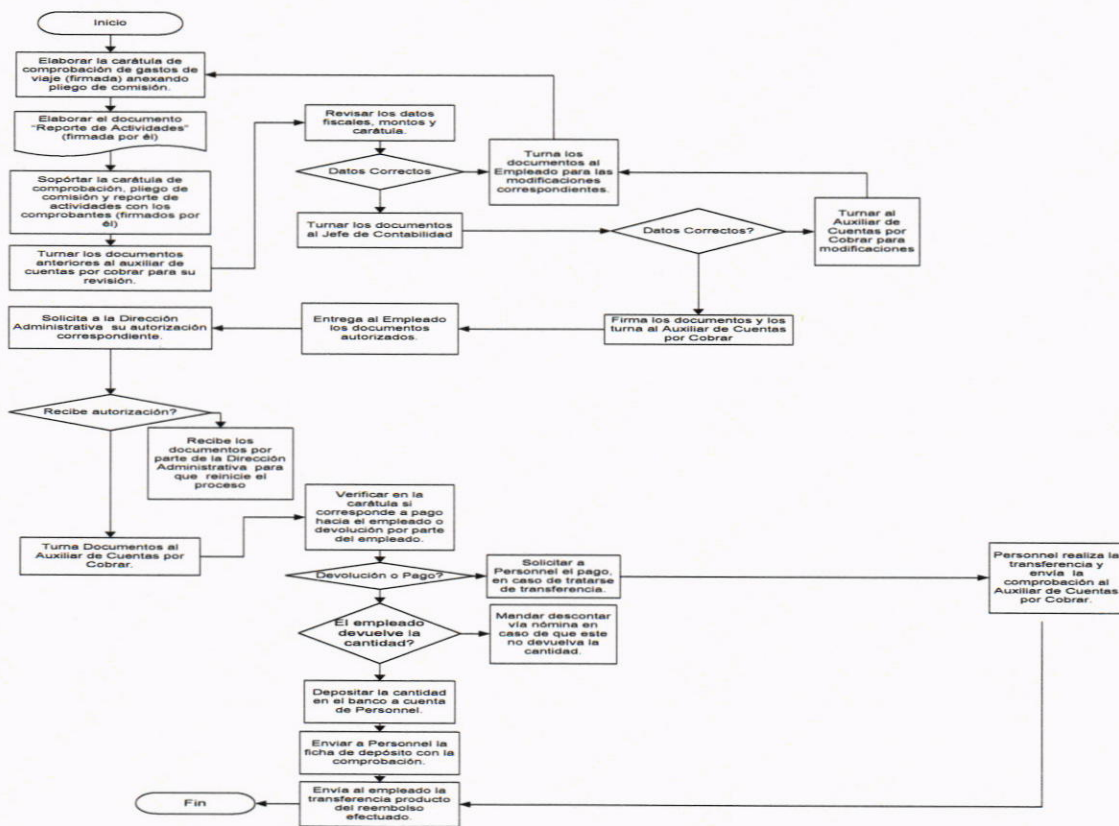 Inicio
Elaborar la carátula de
comprobación de gastos de
viaje (firmada) anexando
pliego de comisión.
Elaborar el documento
"Reporte de Actividades"
(firmada por él)
Sopórtar la carátula de
comprobación, pliego de
comisión y reporte de
actividades con los
comprobantes (firmados por
él)
Turnar los documentos
anteriores al auxiliar de
cuentas por cobrar para su
revisión.
Revisar los datos
fiscales, montos y
carátula.
Datos Correctos
Turna los
documentos al
Empleado para las
modificaciones
correspondientes.
Turnar los documentos
al Jefe de Contabilidad
Datos Correctos?
Turnar al
Auxiliar de
Cuentas por
Cobrar para
modificaciones
Firma los documentos y los
turna al Auxiliar de Cuentas
por Cobrar
Entrega al Empleado
los documentos
autorizados.
Solicita a la Dirección
Administrativa su autorización
correspondiente.
Recibe autorización?
Recibe los
documentos por
parte de la Dirección
Administrativa para
que reinicie el
proceso
Turna Documentos al
Auxiliar de Cuentas por
Cobrar.
Verificar en la
carátula si
corresponde a pago
hacia el empleado o
devolución por parte
del empleado.
Devolución o Pago?
Solicitar a
Personnel el pago,
en caso de tratarse
de transferencia.
Personnel realiza la
transferencia y
envía la
comprobación al
Auxiliar de Cuentas
por Cobrar.
El empleado
devuelve la
cantidad?
Mandar descontar
vía nómina en
caso de que este
no devuelva la
cantidad.
Depositar la cantidad
en el banco a cuenta
de Personnel.
Enviar a Personnel la
ficha de depósito con la
comprobación.
Envía al empleado la
transferencia producto
del reembolso
efectuado.
Fin